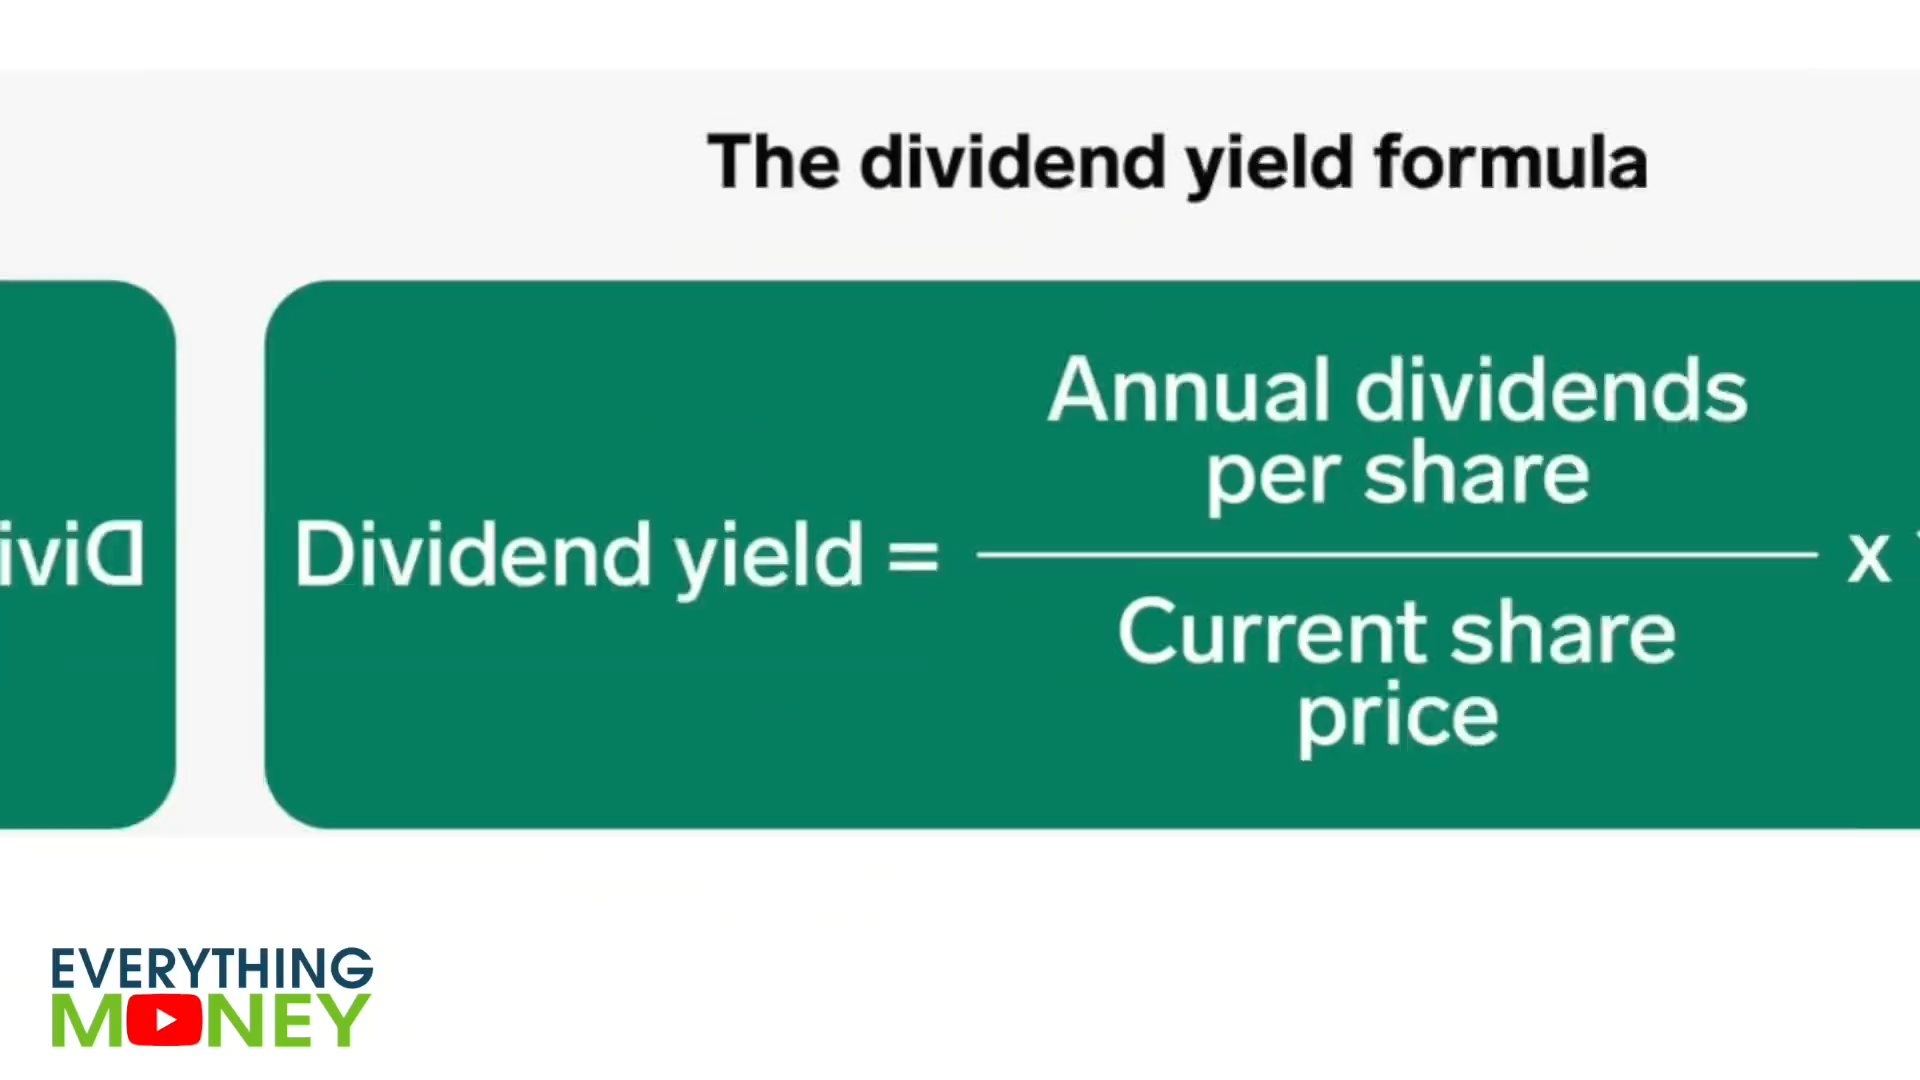 The dividend yield formula
Annual dividends
per share
Dividend yield =
x
Current share
price
EVERYTHING
MONEY